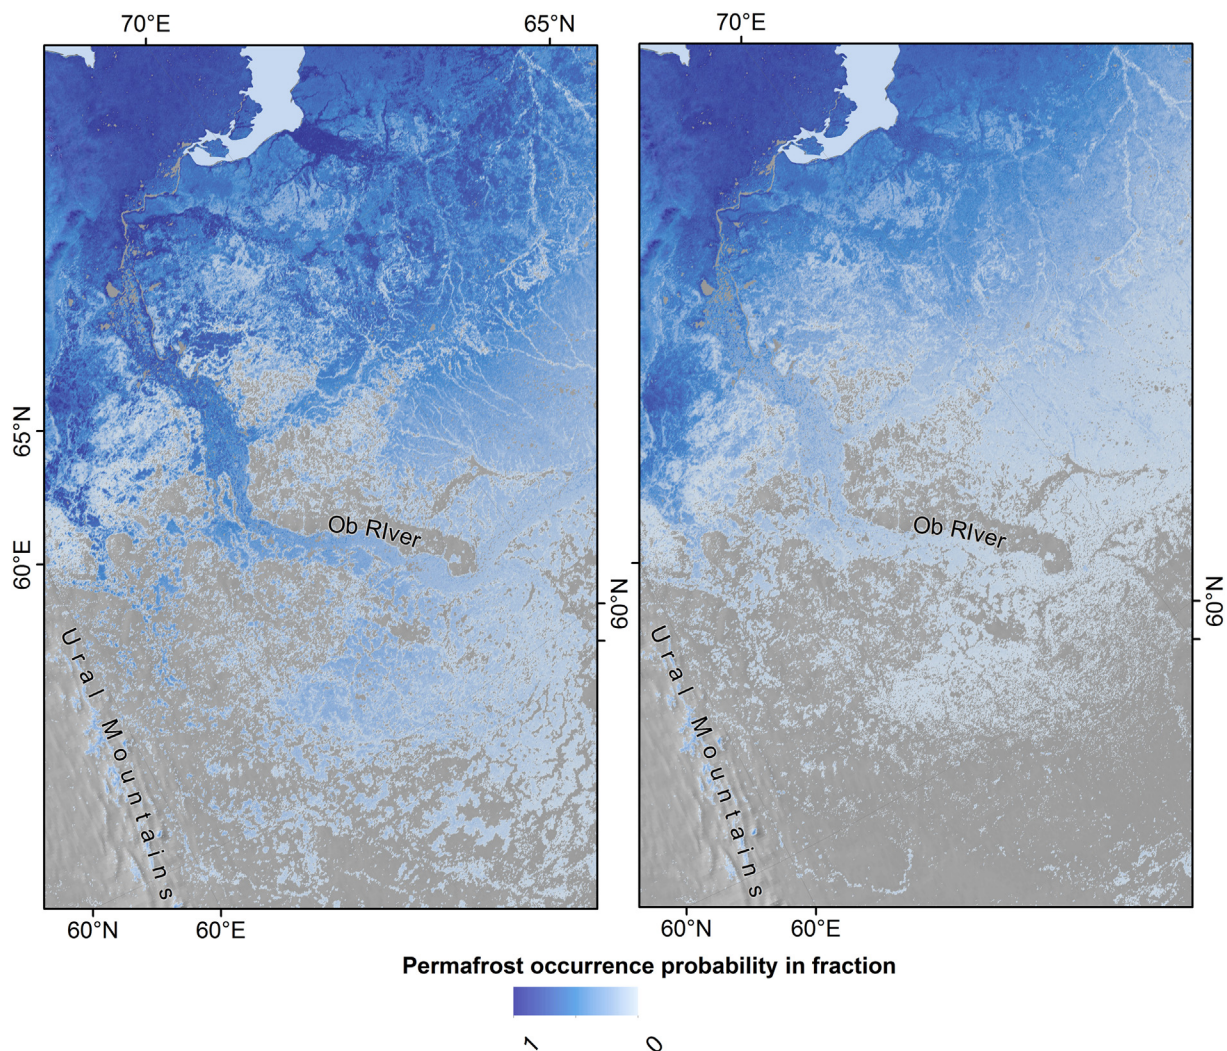 70°E
65°N
70°E
65°N
60°E
Ob RIver
Ob RIver
60°N
60°N
Ural Mountains
Ural Mountains
60°N
60°E
60°N
60°E
Permafrost occurrence probability in fraction
1
0